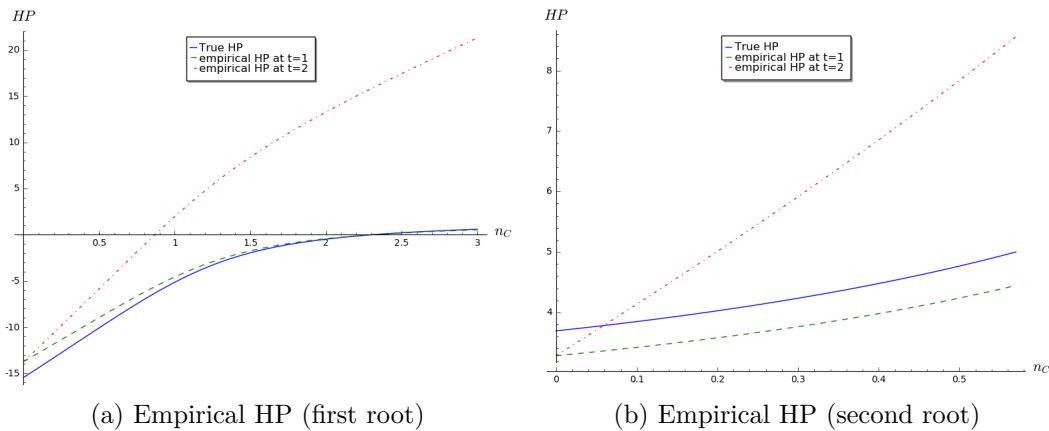 HP
20
15
10
5
-5
-10
-15
0.5
1
1.5
2
2.5
3
n_C
True HP
empirical HP at t=1
empirical HP at t=2
(a) Empirical HP (first root)
HP
8
7
6
5
4
0
0.1
0.2
0.3
0.4
0.5
n_C
True HP
empirical HP at t=1
empirical HP at t=2
(b) Empirical HP (second root)